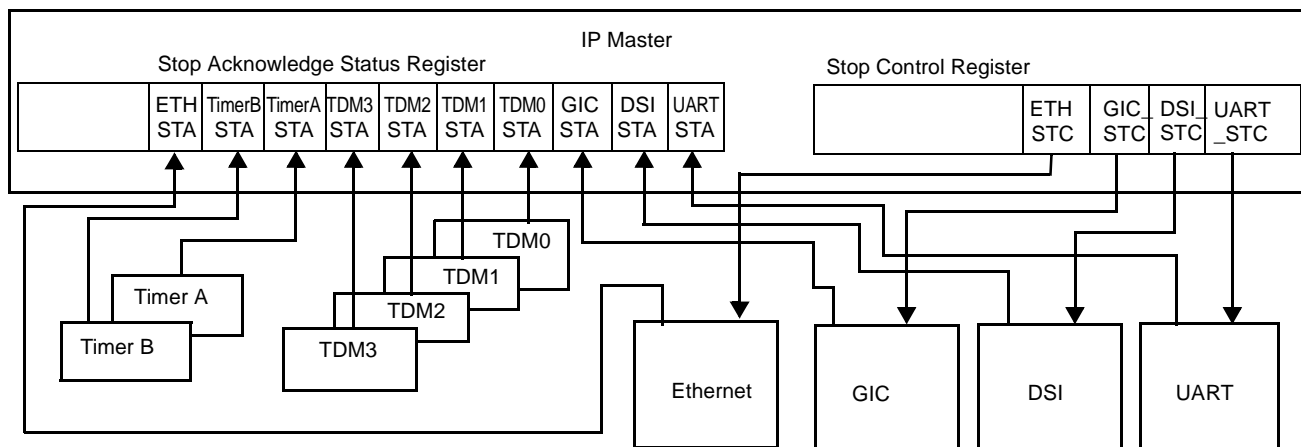 IP Master
Stop Acknowledge Status Register
Stop Control Register
ETH STA
TimerB STA
TimerA STA
TDM3 STA
TDM2 STA
TDM1 STA
TDM0 STA
GIC STA
DSI STA
UART STA
ETH STC
GIC_ STC
DSI_ STC
UART _STC
TDM0
TDM1
Timer A
TDM2
Timer B
TDM3
Ethernet
GIC
DSI
UART